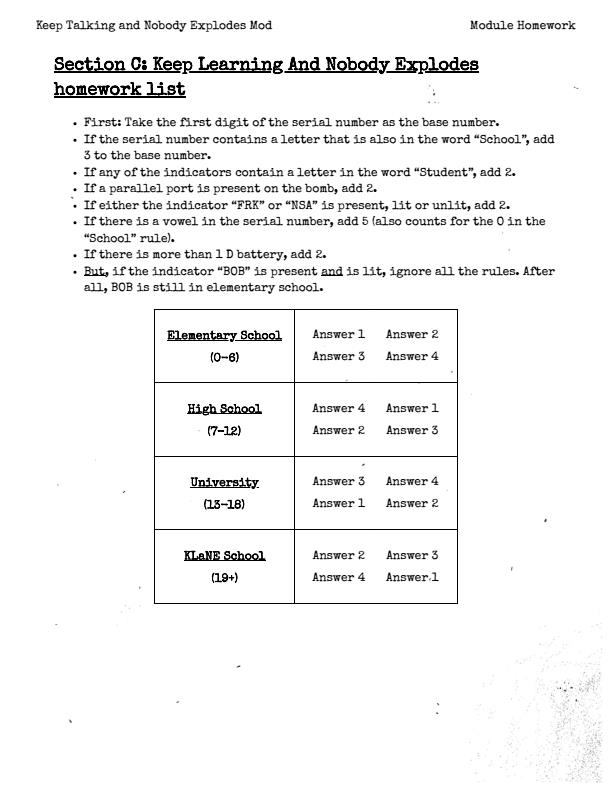 Keep Talking and Nobody Explodes Mod Module Homework
Section C: Keep Learning And Nobody Explodes
homework list
• First: Take the first digit of the serial number as the base number.
• If the serial number contains a letter that is also in the word “School”, add
3 to the base number.
• If any of the indicators contain a letter in the word “Student”, add 2.
• If a parallel port is present on the bomb, add 2.
• If either the indicator “FRK” or “NSA” is present, lit or unlit, add 2.
• If there is a vowel in the serial number, add 5 (also counts for the O in the
“School” rule).
• If there is more than 1 D battery, add 2.
• But, if the indicator “BOB” is present and is lit, ignore all the rules. After
all, BOB is still in elementary school.
Elementary School
(0-6)
Answer 1 Answer 2
Answer 3 Answer 4
High School
(7-12)
Answer 4 Answer 1
Answer 2 Answer 3
University
(13-18)
Answer 3 Answer 4
Answer 1 Answer 2
KLaNE School
(19+)
Answer 2 Answer 3
Answer 4 Answer 1